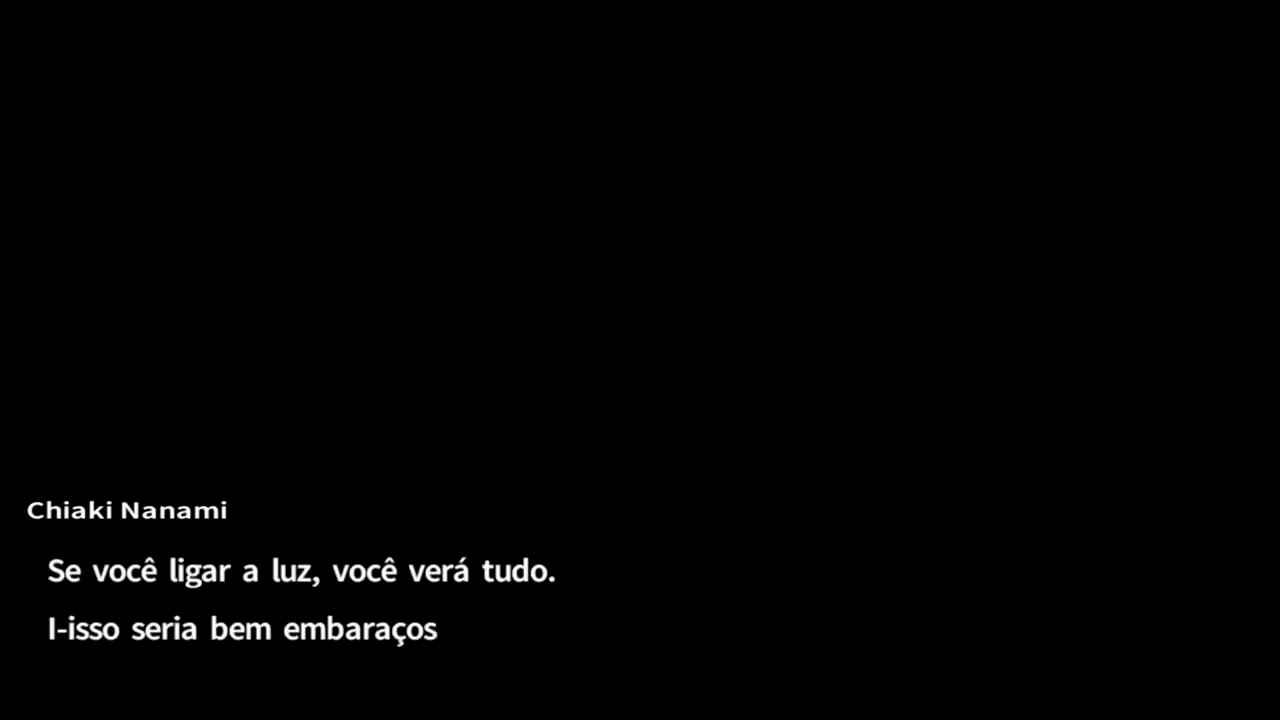 Chiaki Nanami
Se você ligar a luz, você verá tudo.
I-isso seria bem embaraços